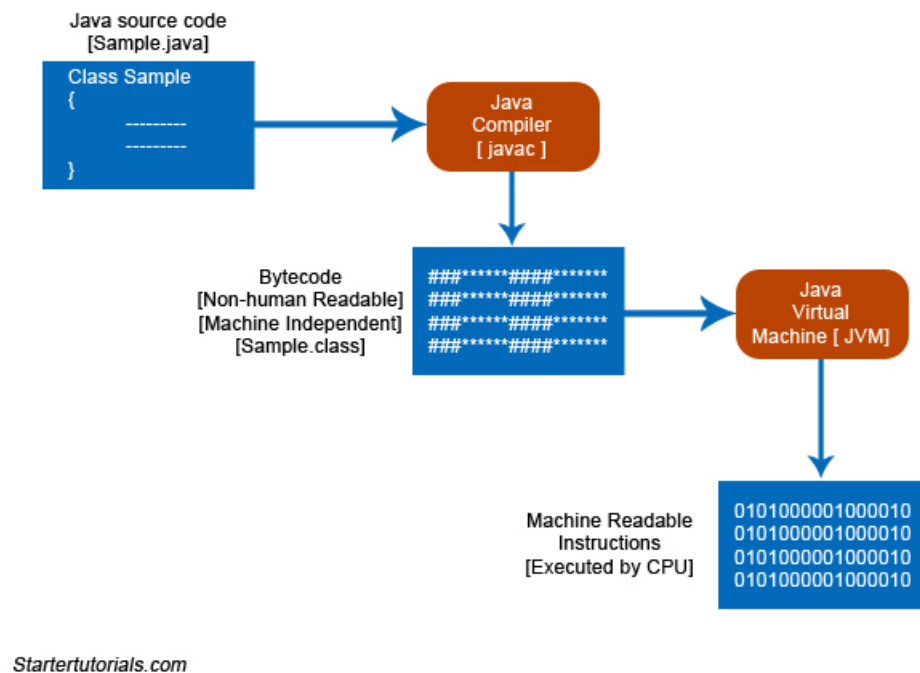 Java source code
[Sample.java]
Class Sample
{
---------
---------
}
Java
Compiler
[ javac ]
Bytecode
[Non-human Readable]
[Machine Independent]
[Sample.class]
###******####*******
###******####*******
###******####*******
###******####*******
Java
Virtual
Machine [ JVM]
Machine Readable
Instructions
[Executed by CPU]
0101000001000010
0101000001000010
0101000001000010
0101000001000010
Startertutorials.com